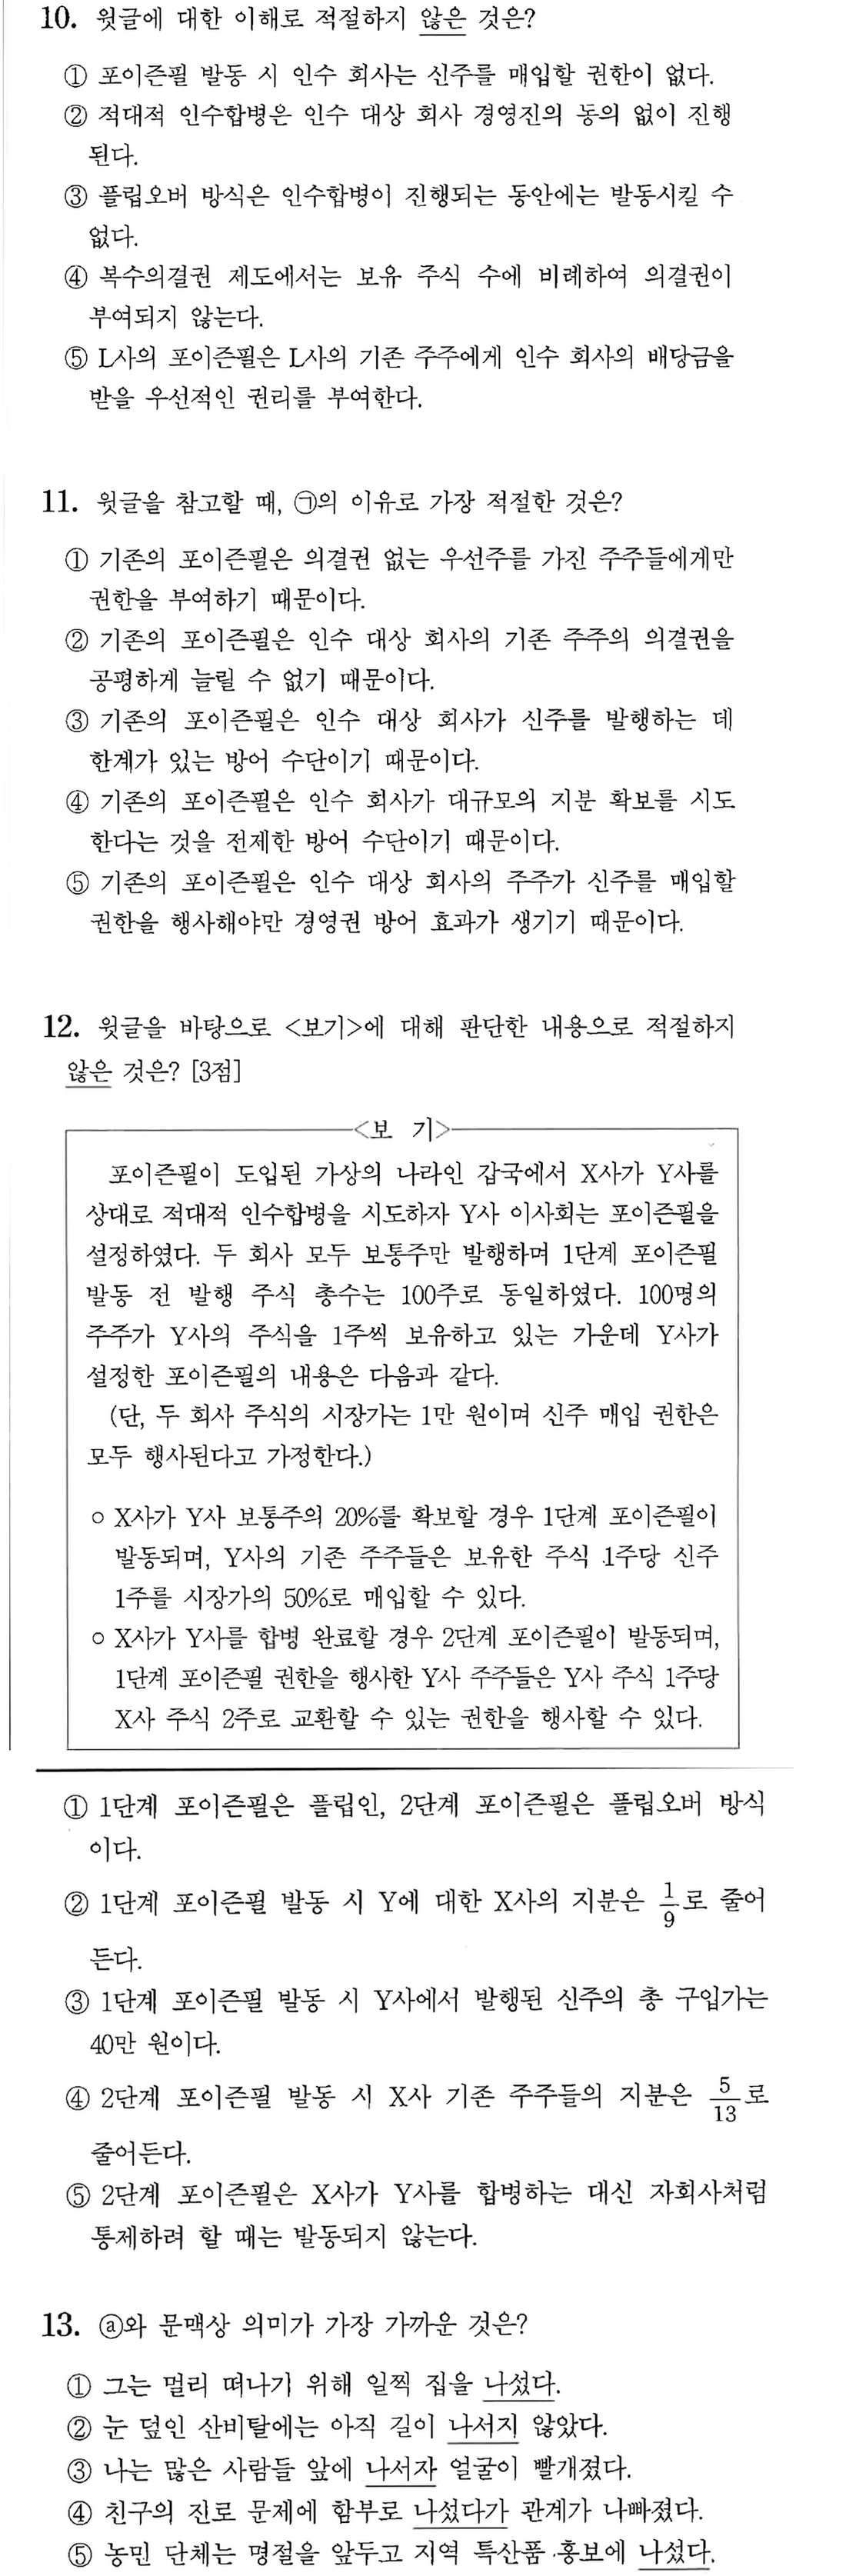 10. 윗글에 대한 이해로 적절하지 않은 것은?
① 포이즌필 발동 시 인수 회사는 신주를 매입할 권한이 없다.
② 적대적 인수합병은 인수 대상 회사 경영진의 동의 없이 진행
된다.
③ 플립오버 방식은 인수합병이 진행되는 동안에는 발동시킬 수
없다.
④ 복수의결권 제도에서는 보유 주식 수에 비례하여 의결권이
부여되지 않는다.
⑤ L사의 포이즌필은 L사의 기존 주주에게 인수 회사의 배당금을
받을 우선적인 권리를 부여한다.
11. 윗글을 참고할 때, ㉠의 이유로 가장 적절한 것은?
① 기존의 포이즌필은 의결권 없는 우선주를 가진 주주들에게만
권한을 부여하기 때문이다.
② 기존의 포이즌필은 인수 대상 회사의 기존 주주의 의결권을
공평하게 늘릴 수 없기 때문이다.
③ 기존의 포이즌필은 인수 대상 회사가 신주를 발행하는 데
한계가 있는 방어 수단이기 때문이다.
④ 기존의 포이즌필은 인수 회사가 대규모의 지분 확보를 시도
한다는 것을 전제한 방어 수단이기 때문이다.
⑤ 기존의 포이즌필은 인수 대상 회사의 주주가 신주를 매입할
권한을 행사해야만 경영권 방어 효과가 생기기 때문이다.
12. 윗글을 바탕으로 <보기>에 대해 판단한 내용으로 적절하지
않은 것은? [3점]
<보 기>
포이즌필이 도입된 가상의 나라인 갑국에서 X사가 Y사를
상대로 적대적 인수합병을 시도하자 Y사 이사회는 포이즌필을
설정하였다. 두 회사 모두 보통주만 발행하며 1단계 포이즌필
발동 전 발행 주식 총수는 100주로 동일하였다. 100명의
주주가 Y사의 주식을 1주씩 보유하고 있는 가운데 Y사가
설정한 포이즌필의 내용은 다음과 같다.
(단, 두 회사 주식의 시장가는 1만 원이며 신주 매입 권한은
모두 행사된다고 가정한다.)
○ X사가 Y사 보통주의 20%를 확보할 경우 1단계 포이즌필이
발동되며, Y사의 기존 주주들은 보유한 주식 1주당 신주
1주를 시장가의 50%로 매입할 수 있다.
○ X사가 Y사를 합병 완료할 경우 2단계 포이즌필이 발동되며,
1단계 포이즌필 권한을 행사한 Y사 주주들은 Y사 주식 1주당
X사 주식 2주로 교환할 수 있는 권한을 행사할 수 있다.
① 1단계 포이즌필은 플립인, 2단계 포이즌필은 플립오버 방식
이다.
② 1단계 포이즌필 발동 시 Y에 대한 X사의 지분은 1/9로 줄어
든다.
③ 1단계 포이즌필 발동 시 Y사에서 발행된 신주의 총 구입가는
40만 원이다.
④ 2단계 포이즌필 발동 시 X사 기존 주주들의 지분은 5/13로
줄어든다.
⑤ 2단계 포이즌필은 X사가 Y사를 합병하는 대신 자회사처럼
통제하려 할 때는 발동되지 않는다.
13. ⓐ와 문맥상 의미가 가장 가까운 것은?
① 그는 멀리 떠나기 위해 일찍 집을 나섰다.
② 눈 덮인 산비탈에는 아직 길이 나서지 않았다.
③ 나는 많은 사람들 앞에 나서자 얼굴이 빨개졌다.
④ 친구의 진로 문제에 함부로 나섰다가 관계가 나빠졌다.
⑤ 농민 단체는 명절을 앞두고 지역 특산품 홍보에 나섰다.